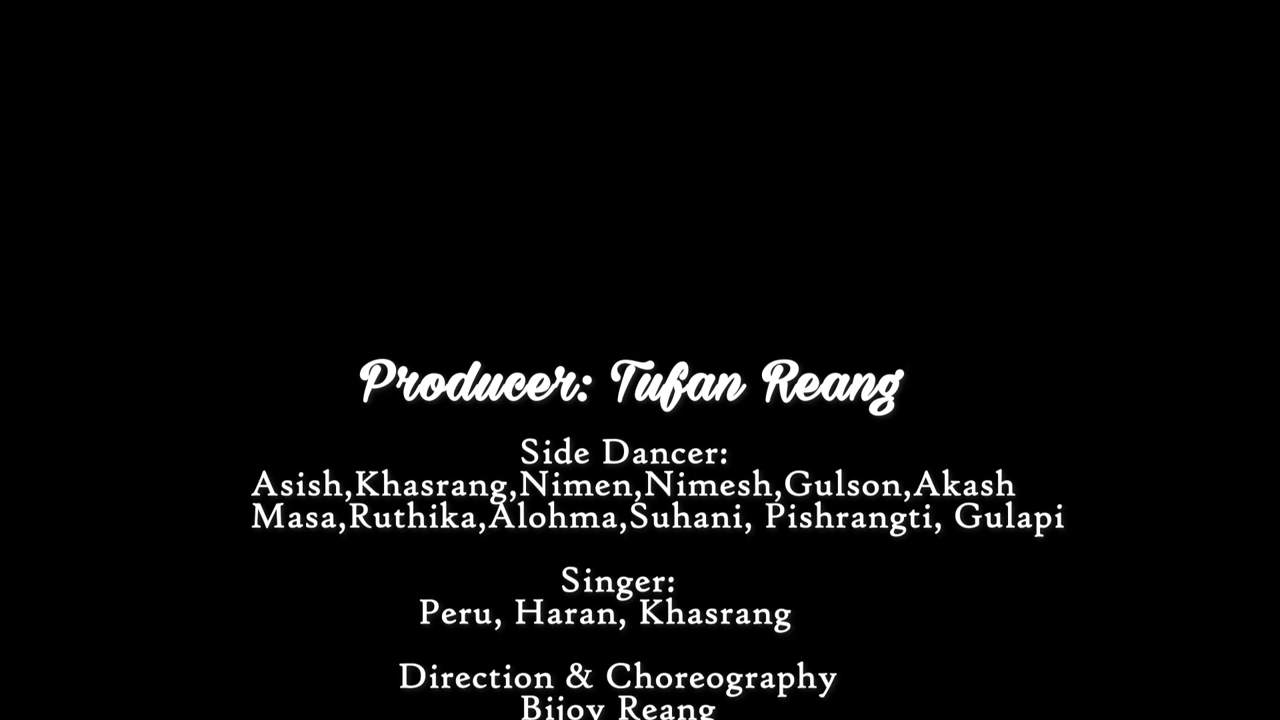 Producer: Tufan Reang
Side Dancer:
Asish,Khasrang,Nimen,Nimesh,Gulson,Akash
Masa,Ruthika,Alohma,Suhani, Pishrangti, Gulapi
Singer:
Peru, Haran, Khasrang
Direction & Choreography
Bijoy Reang